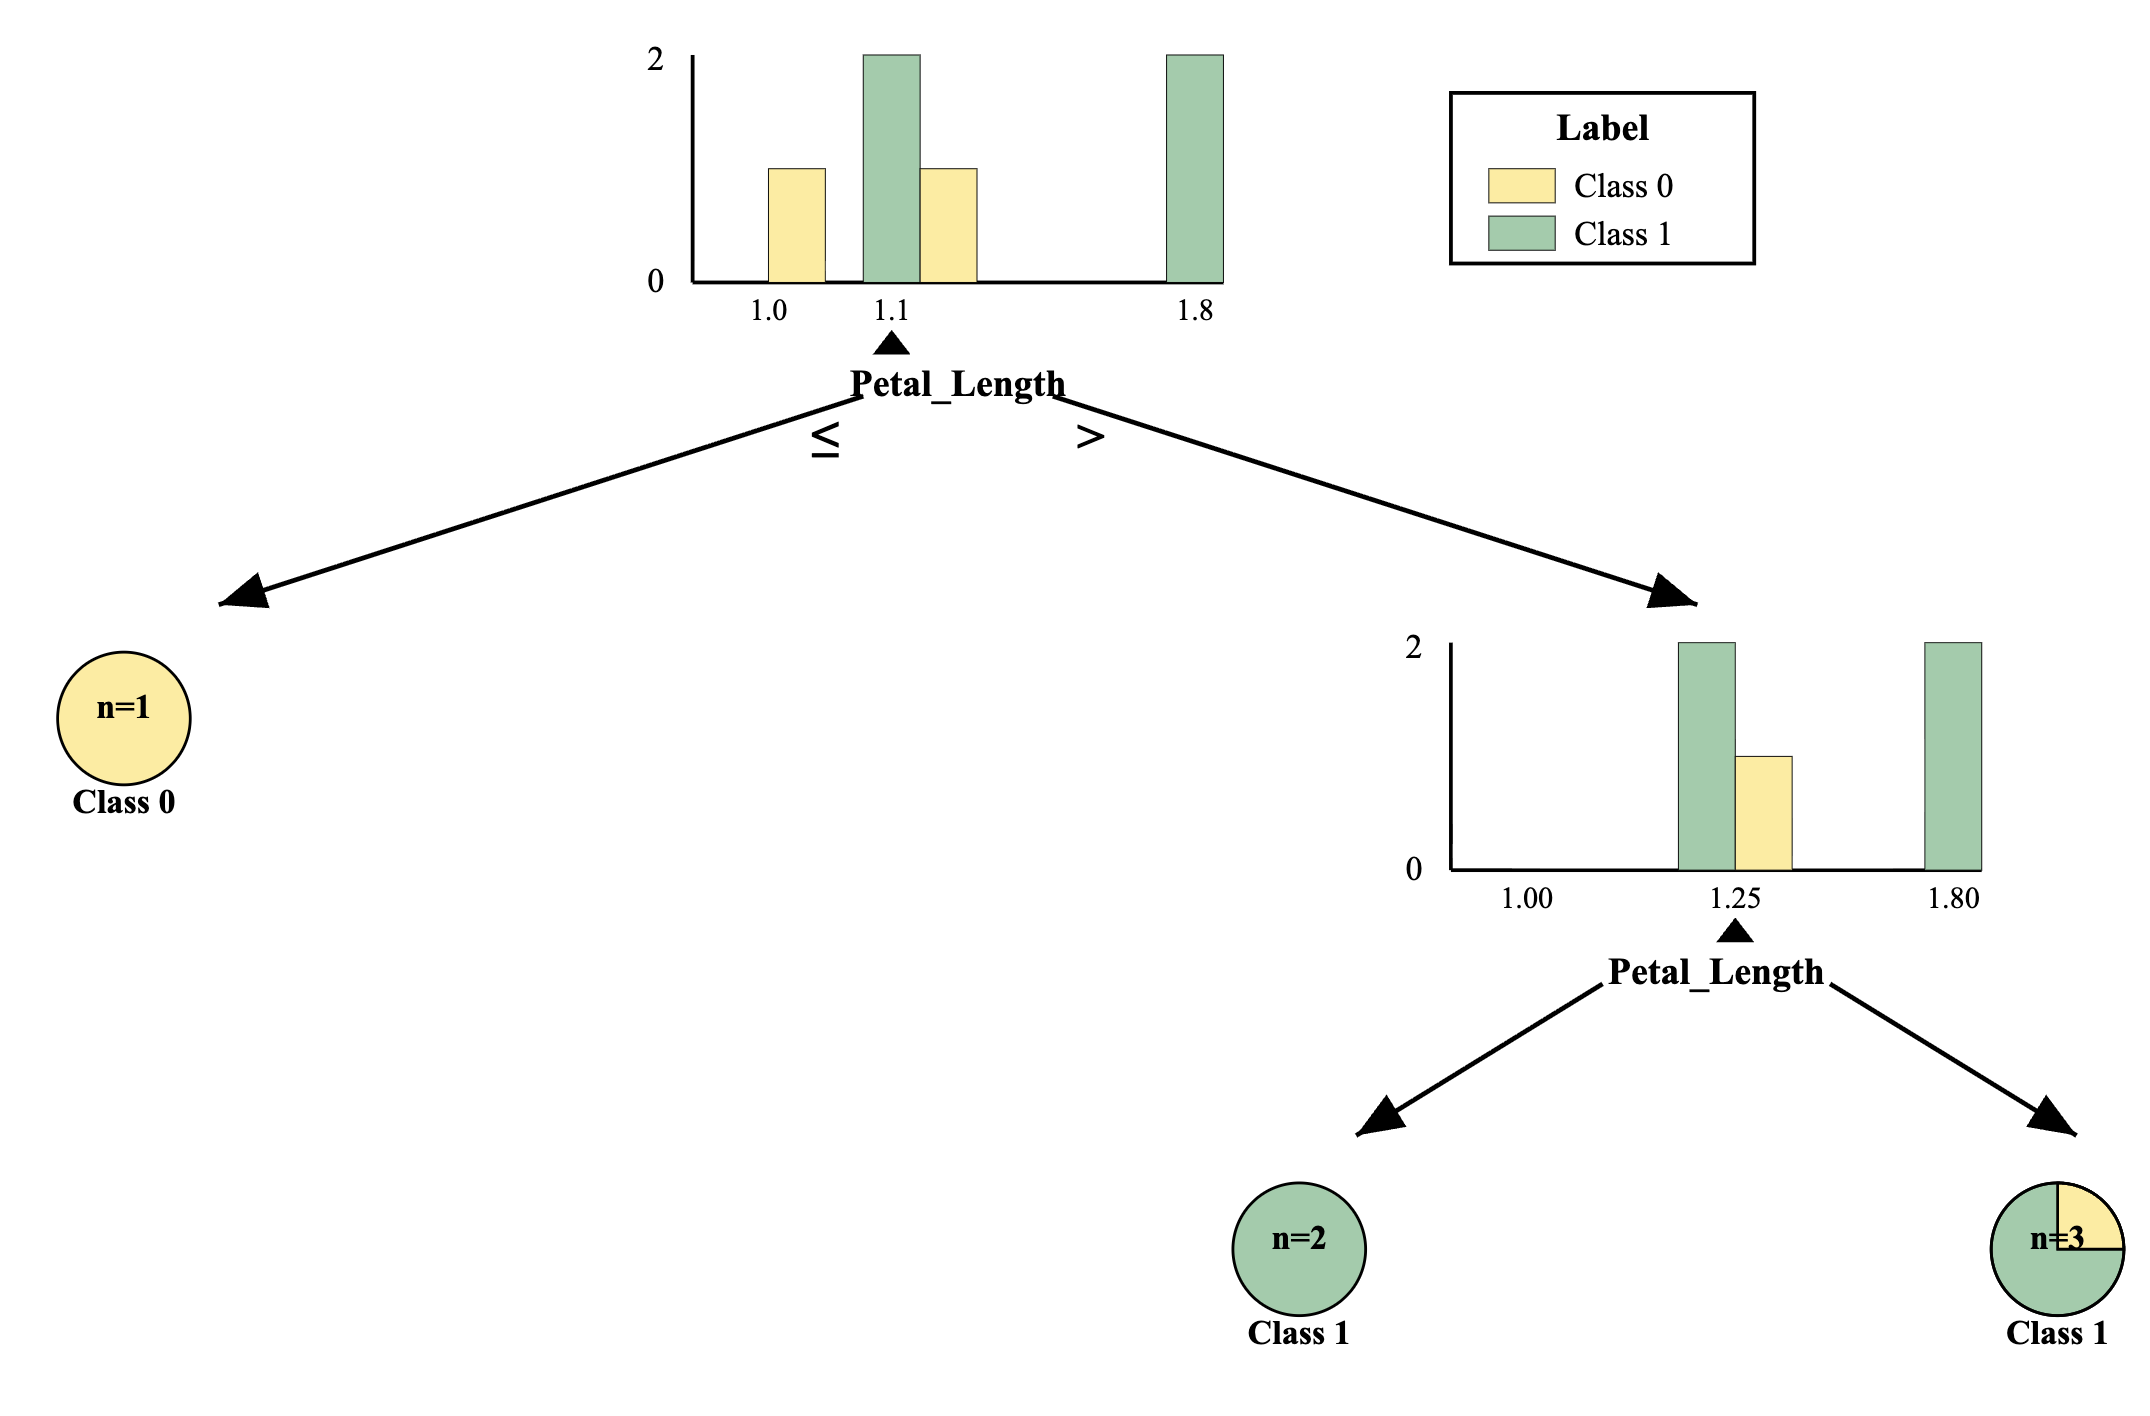 2
0
1.0 1.1 1.8
Petal_Length
≤ >
Label
Class 0
Class 1
n=1
Class 0
2
0
1.00 1.25 1.80
Petal_Length
n=2
Class 1
n=3
Class 1